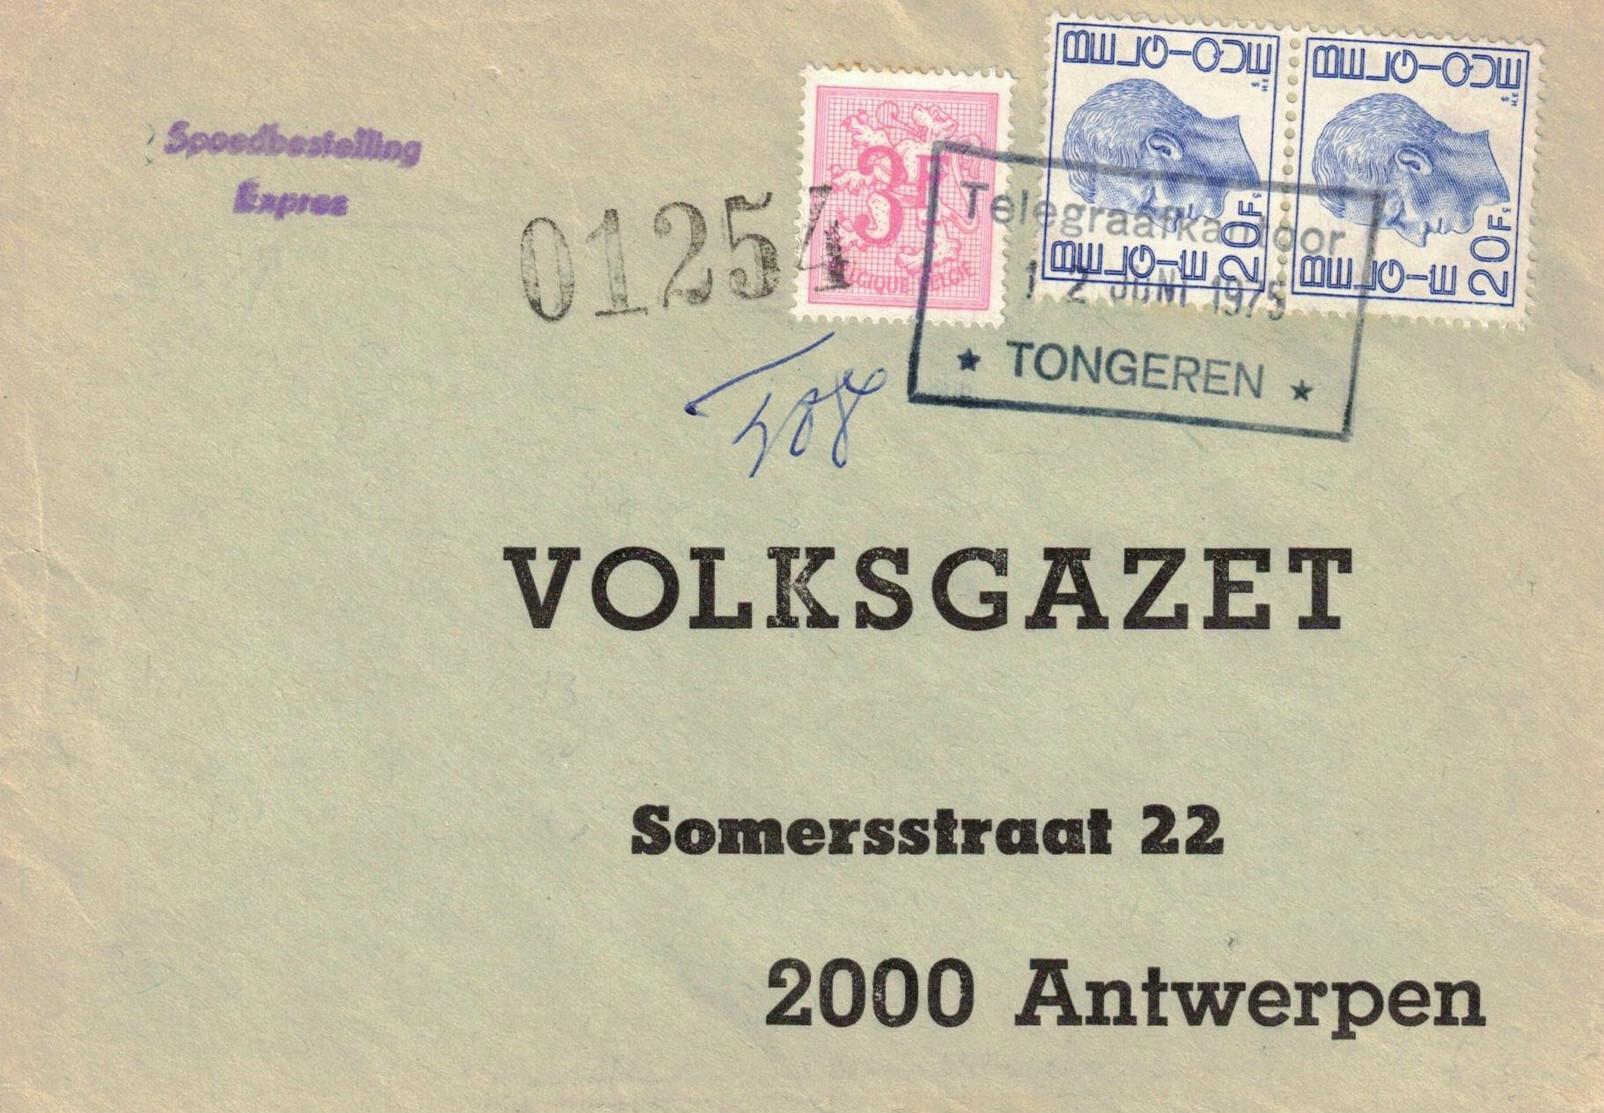 Spoedbestelling
Expres
01254
3F
BELGIQUE BELGIE
BELGIQUE
BELGIË 20F
BELGIQUE
BELGIË 20F
Telegraafkantoor
12 JUNI 1975
★ TONGEREN ★
VOLKSGAZET
Somersstraat 22
2000 Antwerpen